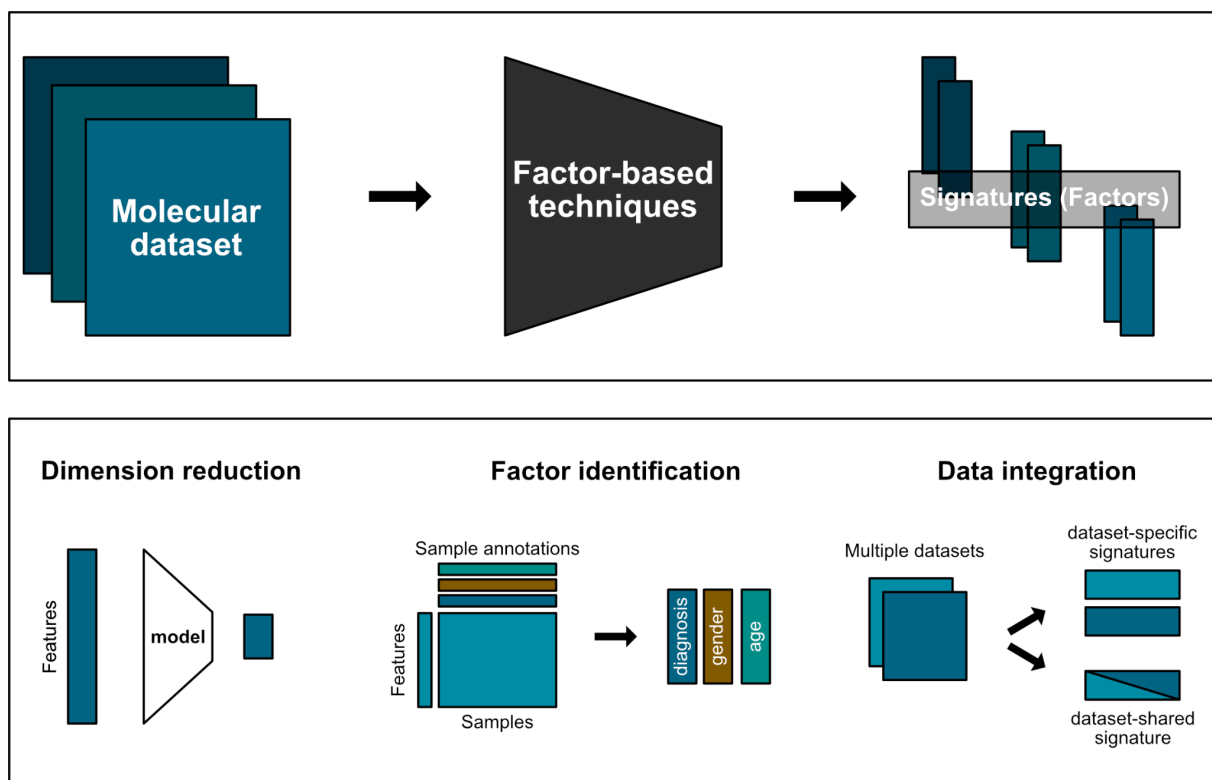 Molecular
dataset
Factor-based
techniques
Signatures (Factors)
Dimension reduction
Features
model
Factor identification
Sample annotations
Features
Samples
diagnosis
gender
age
Data integration
Multiple datasets
dataset-specific
signatures
dataset-shared
signature